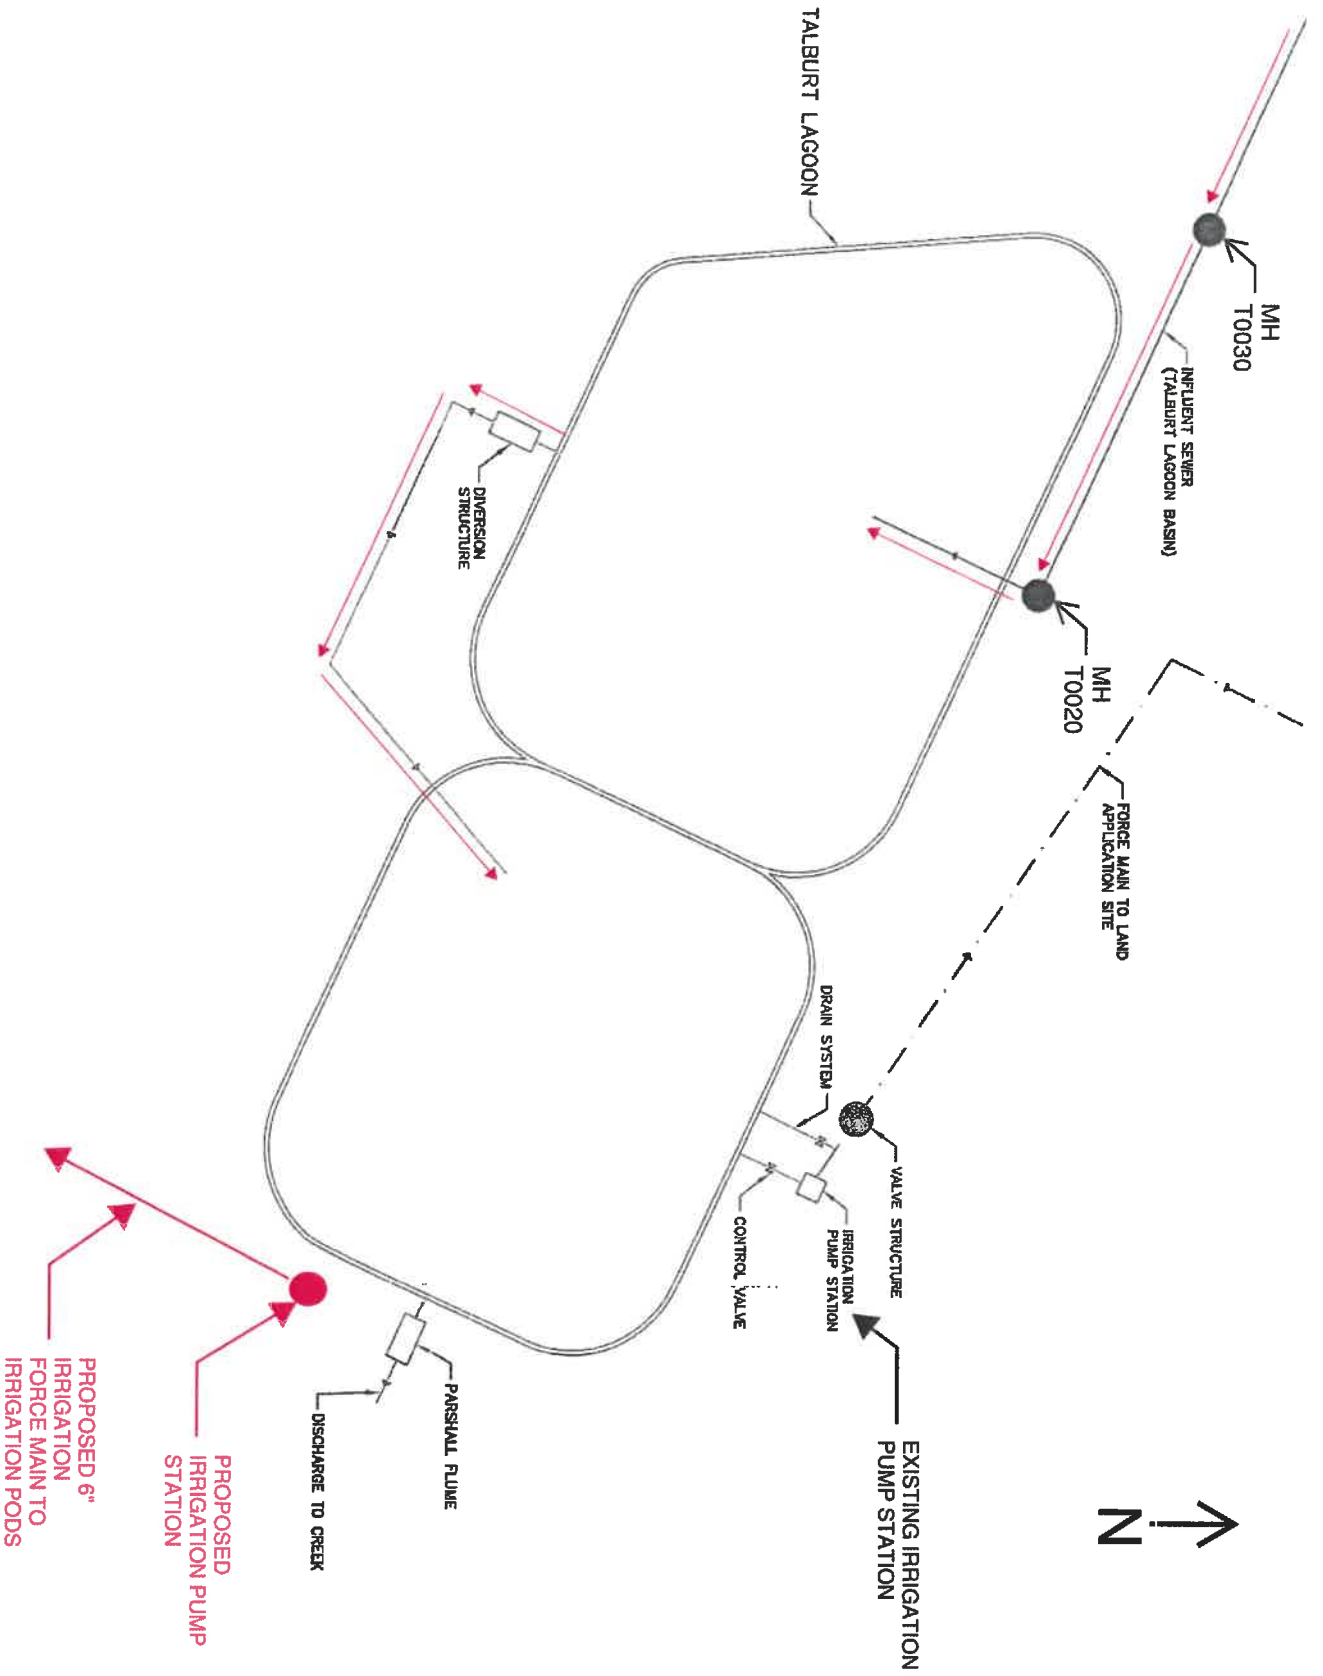 MH
T0030
INFLUENT SEWER
(TALBURT LAGOON BASIN)
TALBURT LAGOON
MH
T0020
FORCE MAIN TO LAND
APPLICATION SITE
DIVERSION
STRUCTURE
DRAIN SYSTEM
VALVE STRUCTURE
IRRIGATION
PUMP STATION
CONTROL VALVE
EXISTING IRRIGATION
PUMP STATION
N
PARSHALL FLUME
DISCHARGE TO CREEK
PROPOSED
IRRIGATION PUMP
STATION
PROPOSED 6"
IRRIGATION
FORCE MAIN TO
IRRIGATION PODS